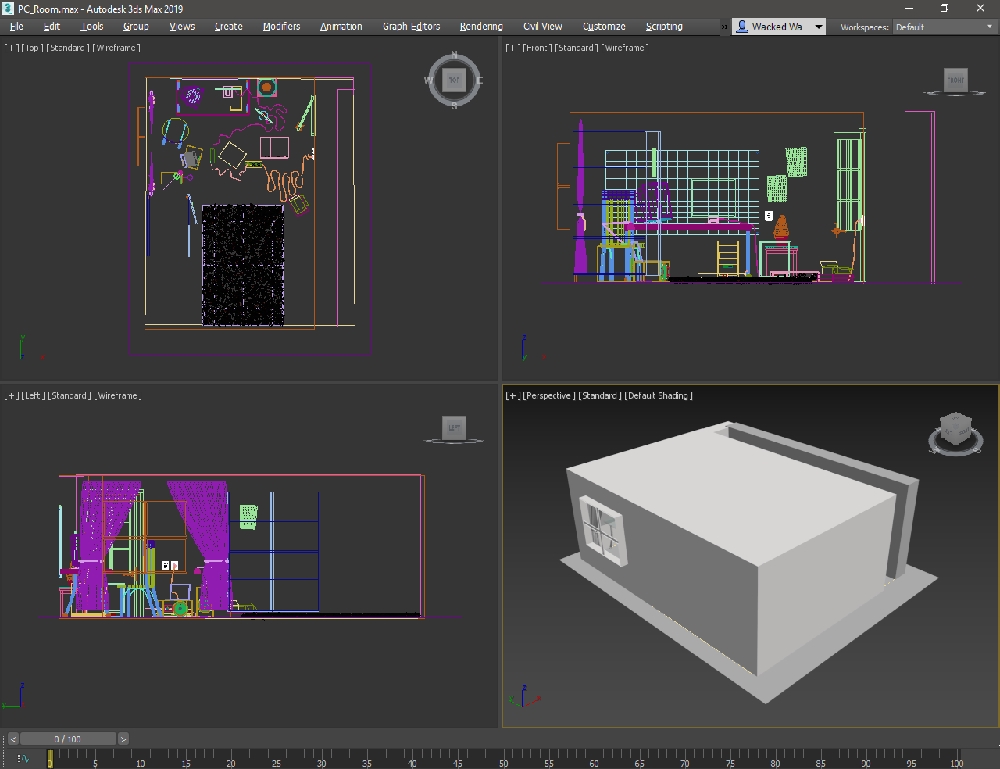 PC_Room.max - Autodesk 3ds Max 2019
File Edit Tools Group Views Create Modifiers Animation Graph Editors Rendering Civil View Customize Scripting » Wacked Wa Workspaces: Default
[+] [Top] [Standard] [Wireframe]
[+] [Front] [Standard] [Wireframe]
N
W TOP E
S
FRONT
[+] [Left] [Standard] [Wireframe]
[+] [Perspective] [Standard] [Default Shading]
LEFT
< 0 / 100 >
0 5 10 15 20 25 30 35 40 45 50 55 60 65 70 75 80 85 90 95 100